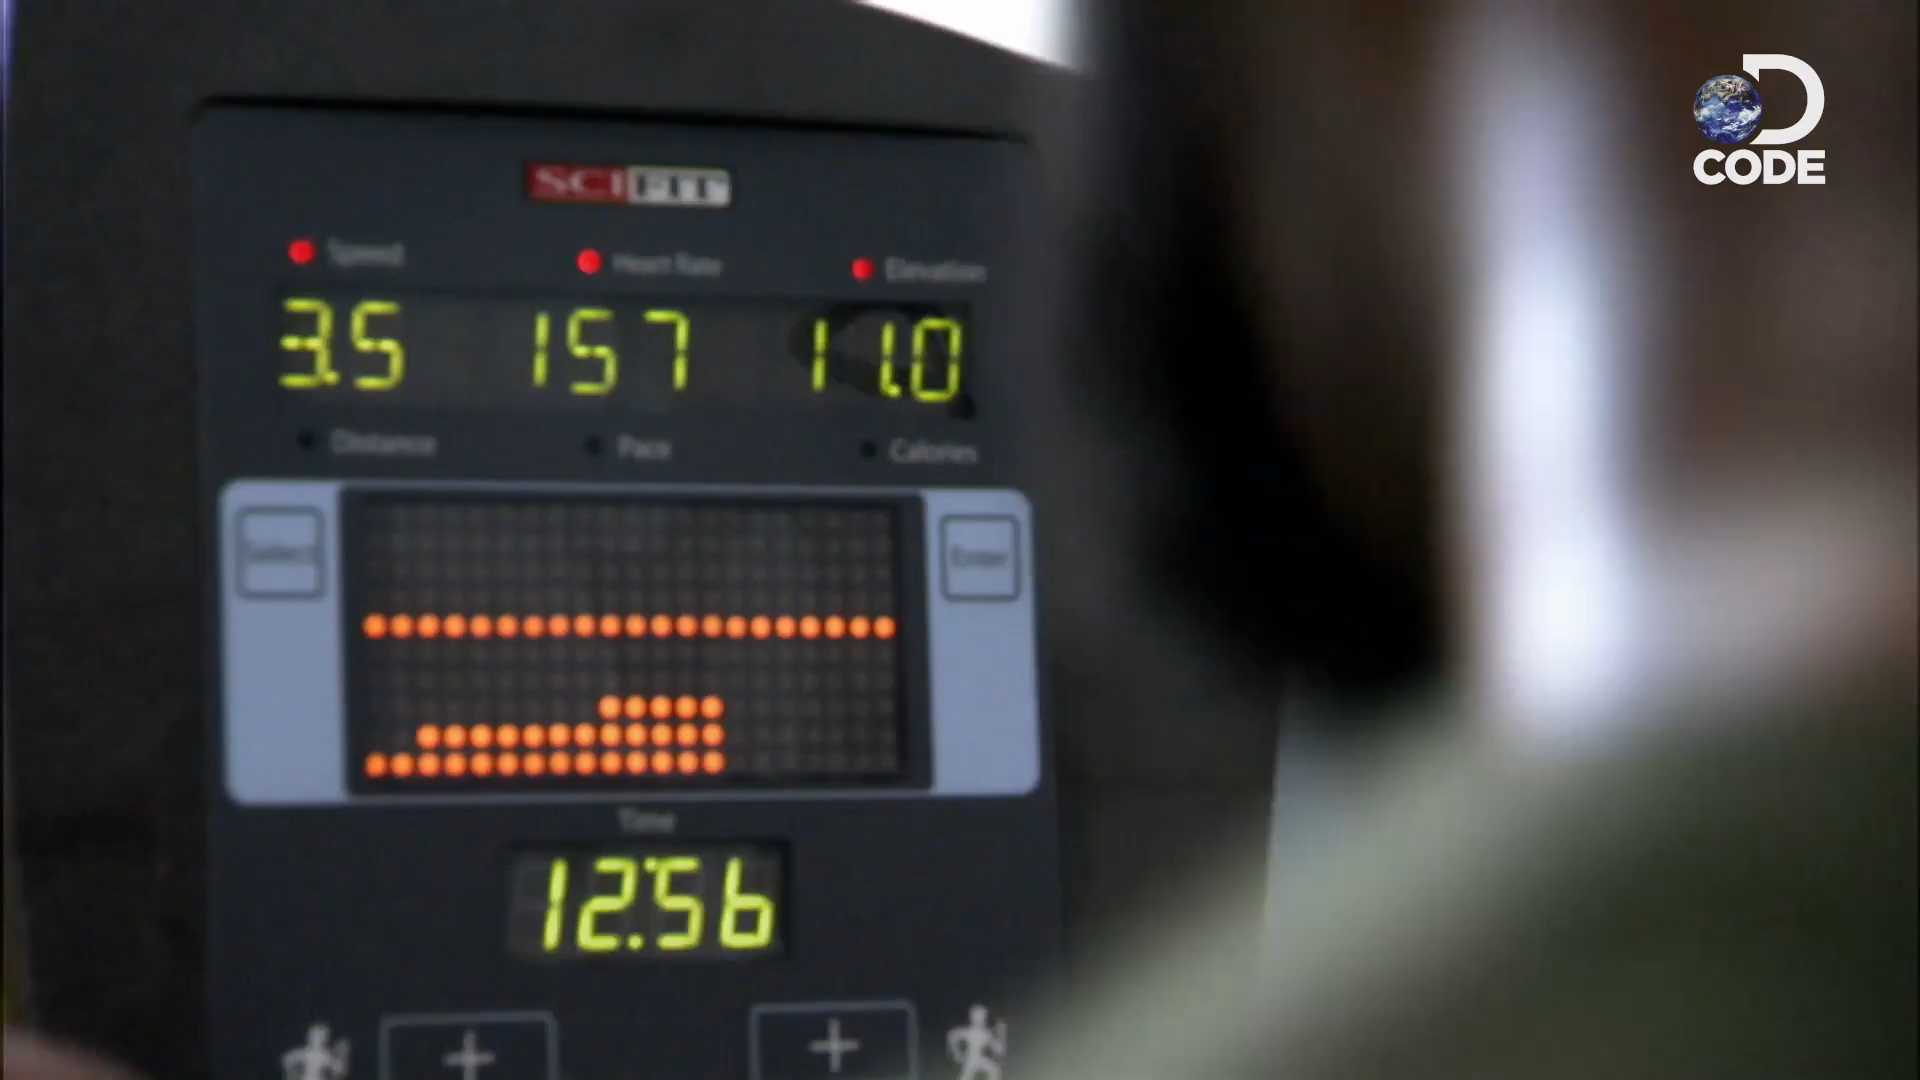 CODE
SCIFIT
Speed Heart Rate Elevation
3.5 157 11.0
Distance Pace Calories
Select Enter
Time
12:56
+ +